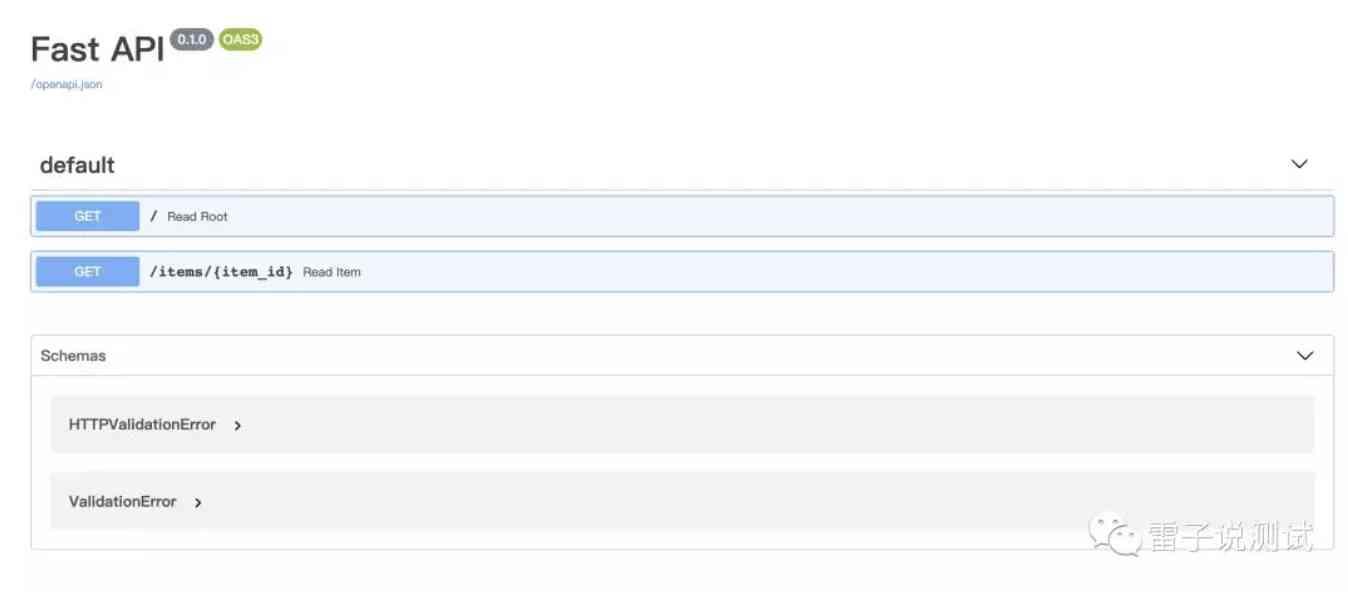 Fast API 0.1.0 OAS3
/openapi.json
default
GET / Read Root
GET /items/{item_id} Read Item
Schemas
HTTPValidationError
ValidationError
雷子说测试